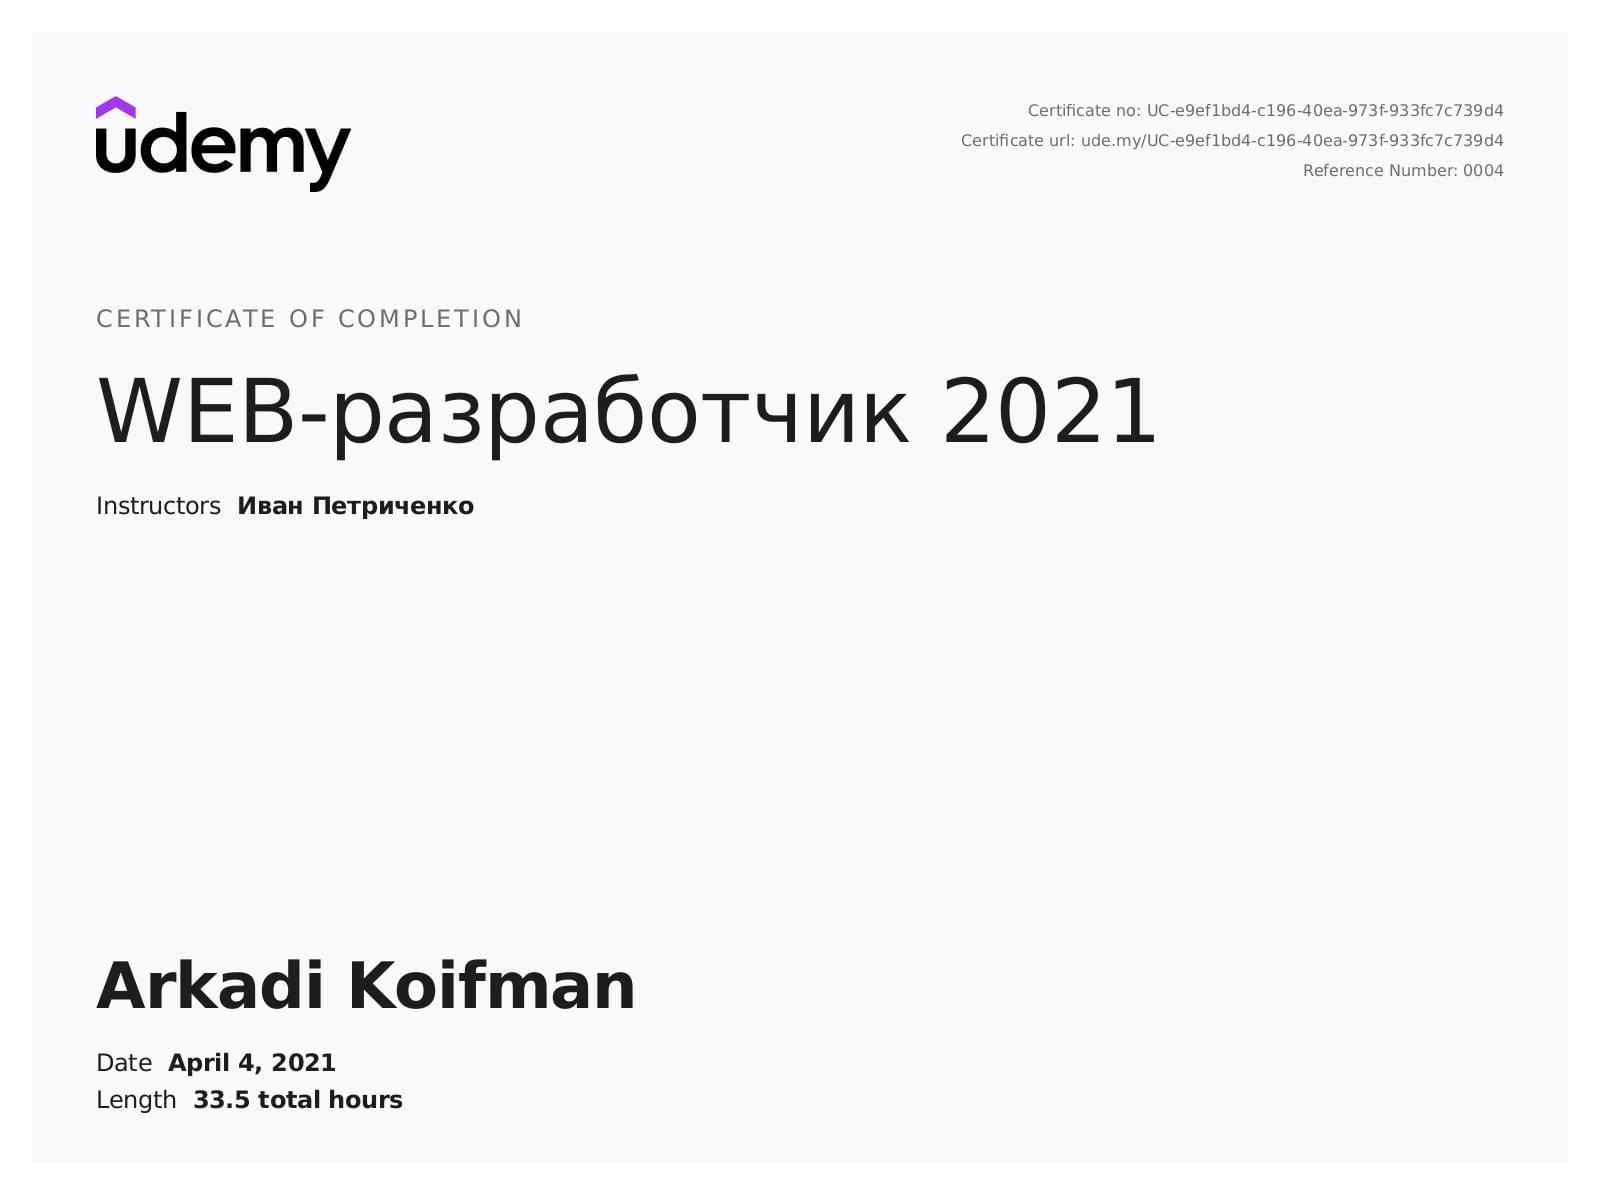 udemy
Certificate no: UC-e9ef1bd4-c196-40ea-973f-933fc7c739d4
Certificate url: ude.my/UC-e9ef1bd4-c196-40ea-973f-933fc7c739d4
Reference Number: 0004
CERTIFICATE OF COMPLETION
WEB-разработчик 2021
Instructors Иван Петриченко
Arkadi Koifman
Date April 4, 2021
Length 33.5 total hours